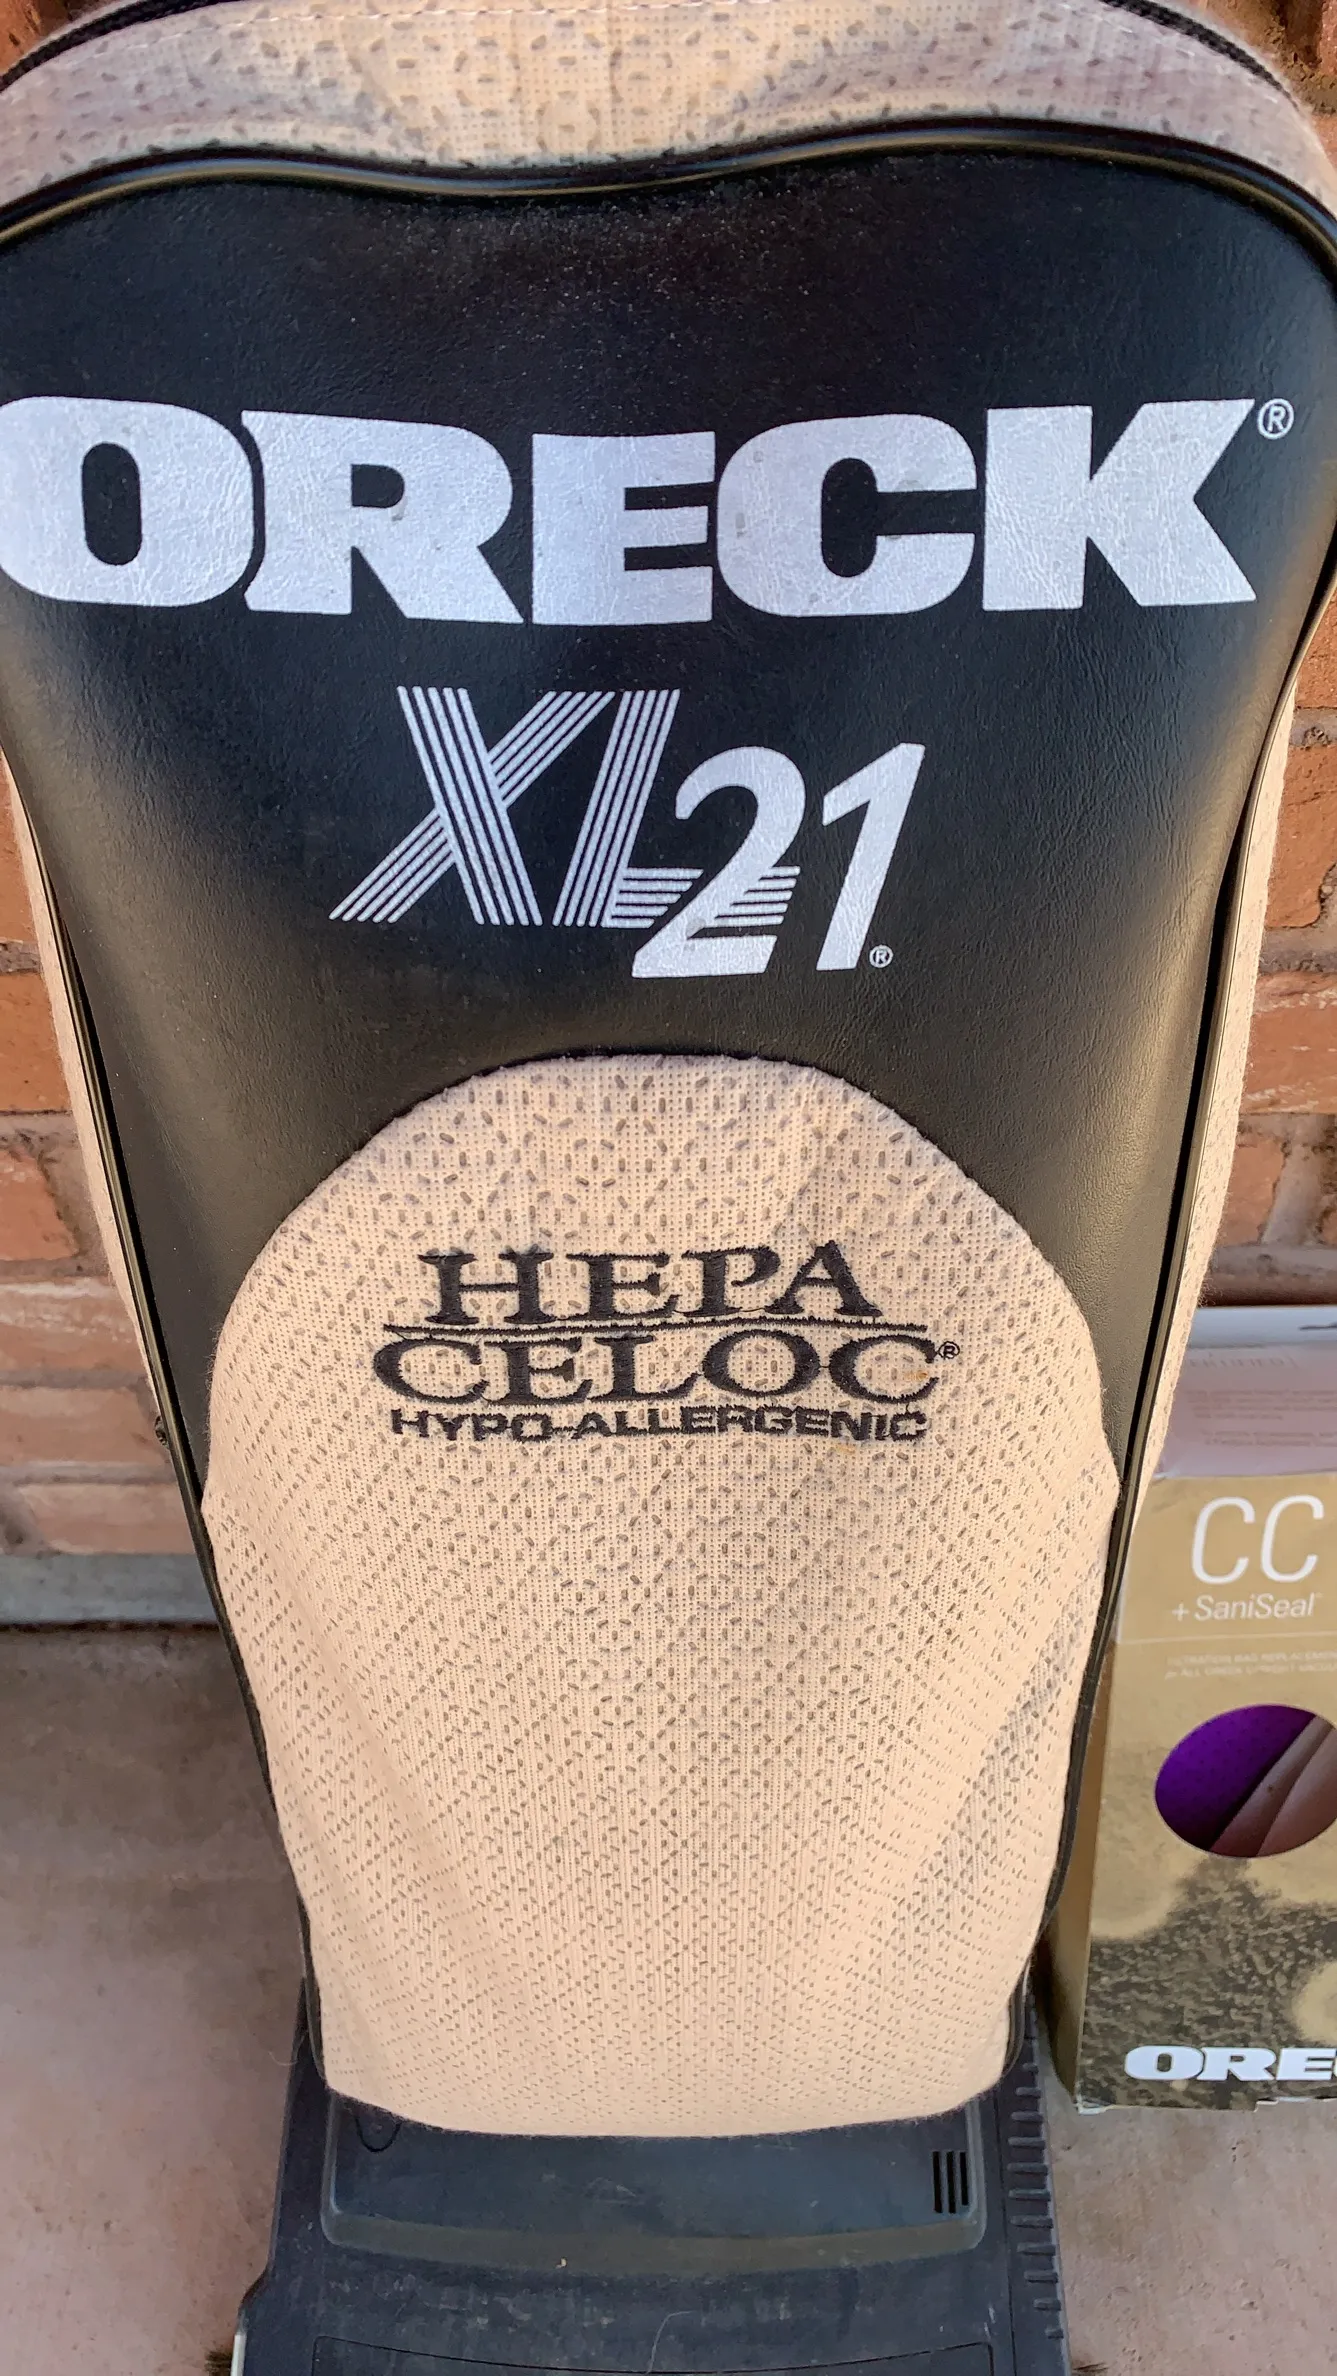 ORECK®
XL21®
HEPA
CELOC®
HYPO-ALLERGENIC
CC
+ SaniSeal
ORE